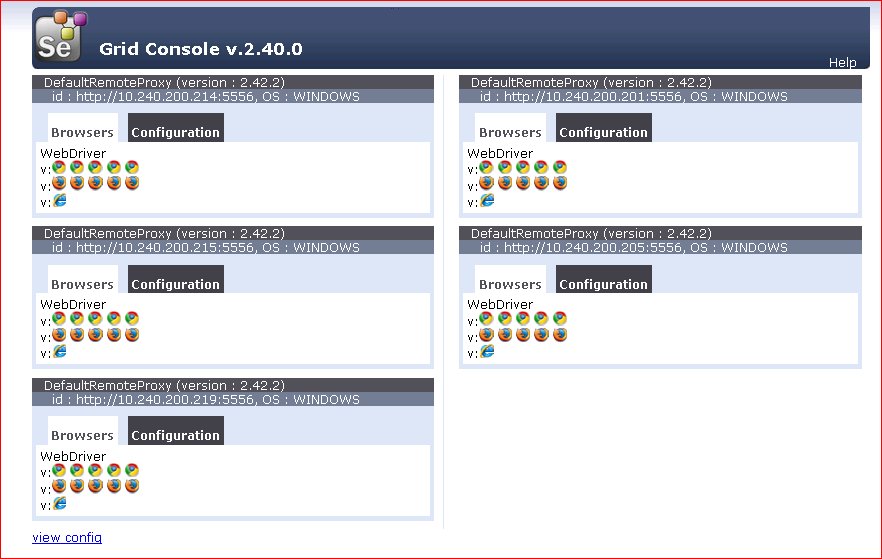 Se
Grid Console v.2.40.0
Help
DefaultRemoteProxy (version : 2.42.2)
id : http://10.240.200.214:5556, OS : WINDOWS
Browsers Configuration
WebDriver
v:
v:
v:
DefaultRemoteProxy (version : 2.42.2)
id : http://10.240.200.215:5556, OS : WINDOWS
Browsers Configuration
WebDriver
v:
v:
v:
DefaultRemoteProxy (version : 2.42.2)
id : http://10.240.200.219:5556, OS : WINDOWS
Browsers Configuration
WebDriver
v:
v:
v:
DefaultRemoteProxy (version : 2.42.2)
id : http://10.240.200.201:5556, OS : WINDOWS
Browsers Configuration
WebDriver
v:
v:
v:
DefaultRemoteProxy (version : 2.42.2)
id : http://10.240.200.205:5556, OS : WINDOWS
Browsers Configuration
WebDriver
v:
v:
v:
view config